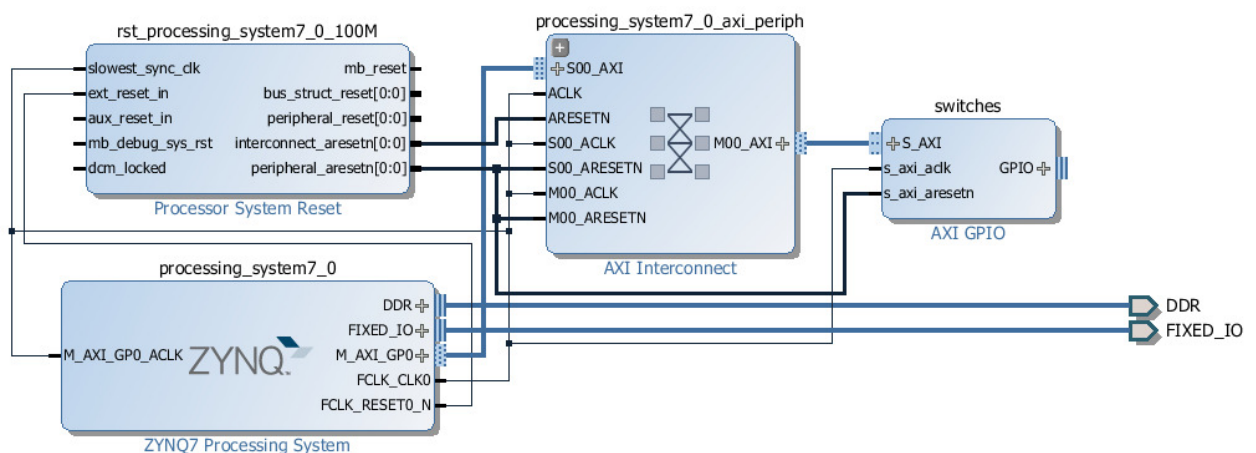 rst_processing_system7_0_100M
slowest_sync_clk
ext_reset_in
aux_reset_in
mb_debug_sys_rst
dcm_locked
mb_reset
bus_struct_reset[0:0]
peripheral_reset[0:0]
interconnect_aresetn[0:0]
peripheral_aresetn[0:0]
Processor System Reset
processing_system7_0_axi_periph
S00_AXI
ACLK
ARESETN
S00_ACLK
S00_ARESETN
M00_ACLK
M00_ARESETN
M00_AXI
AXI Interconnect
switches
S_AXI
s_axi_aclk
s_axi_aresetn
GPIO
AXI GPIO
processing_system7_0
M_AXI_GP0_ACLK
ZYNQ
DDR
FIXED_IO
M_AXI_GP0
FCLK_CLK0
FCLK_RESET0_N
ZYNQ7 Processing System
DDR
FIXED_IO